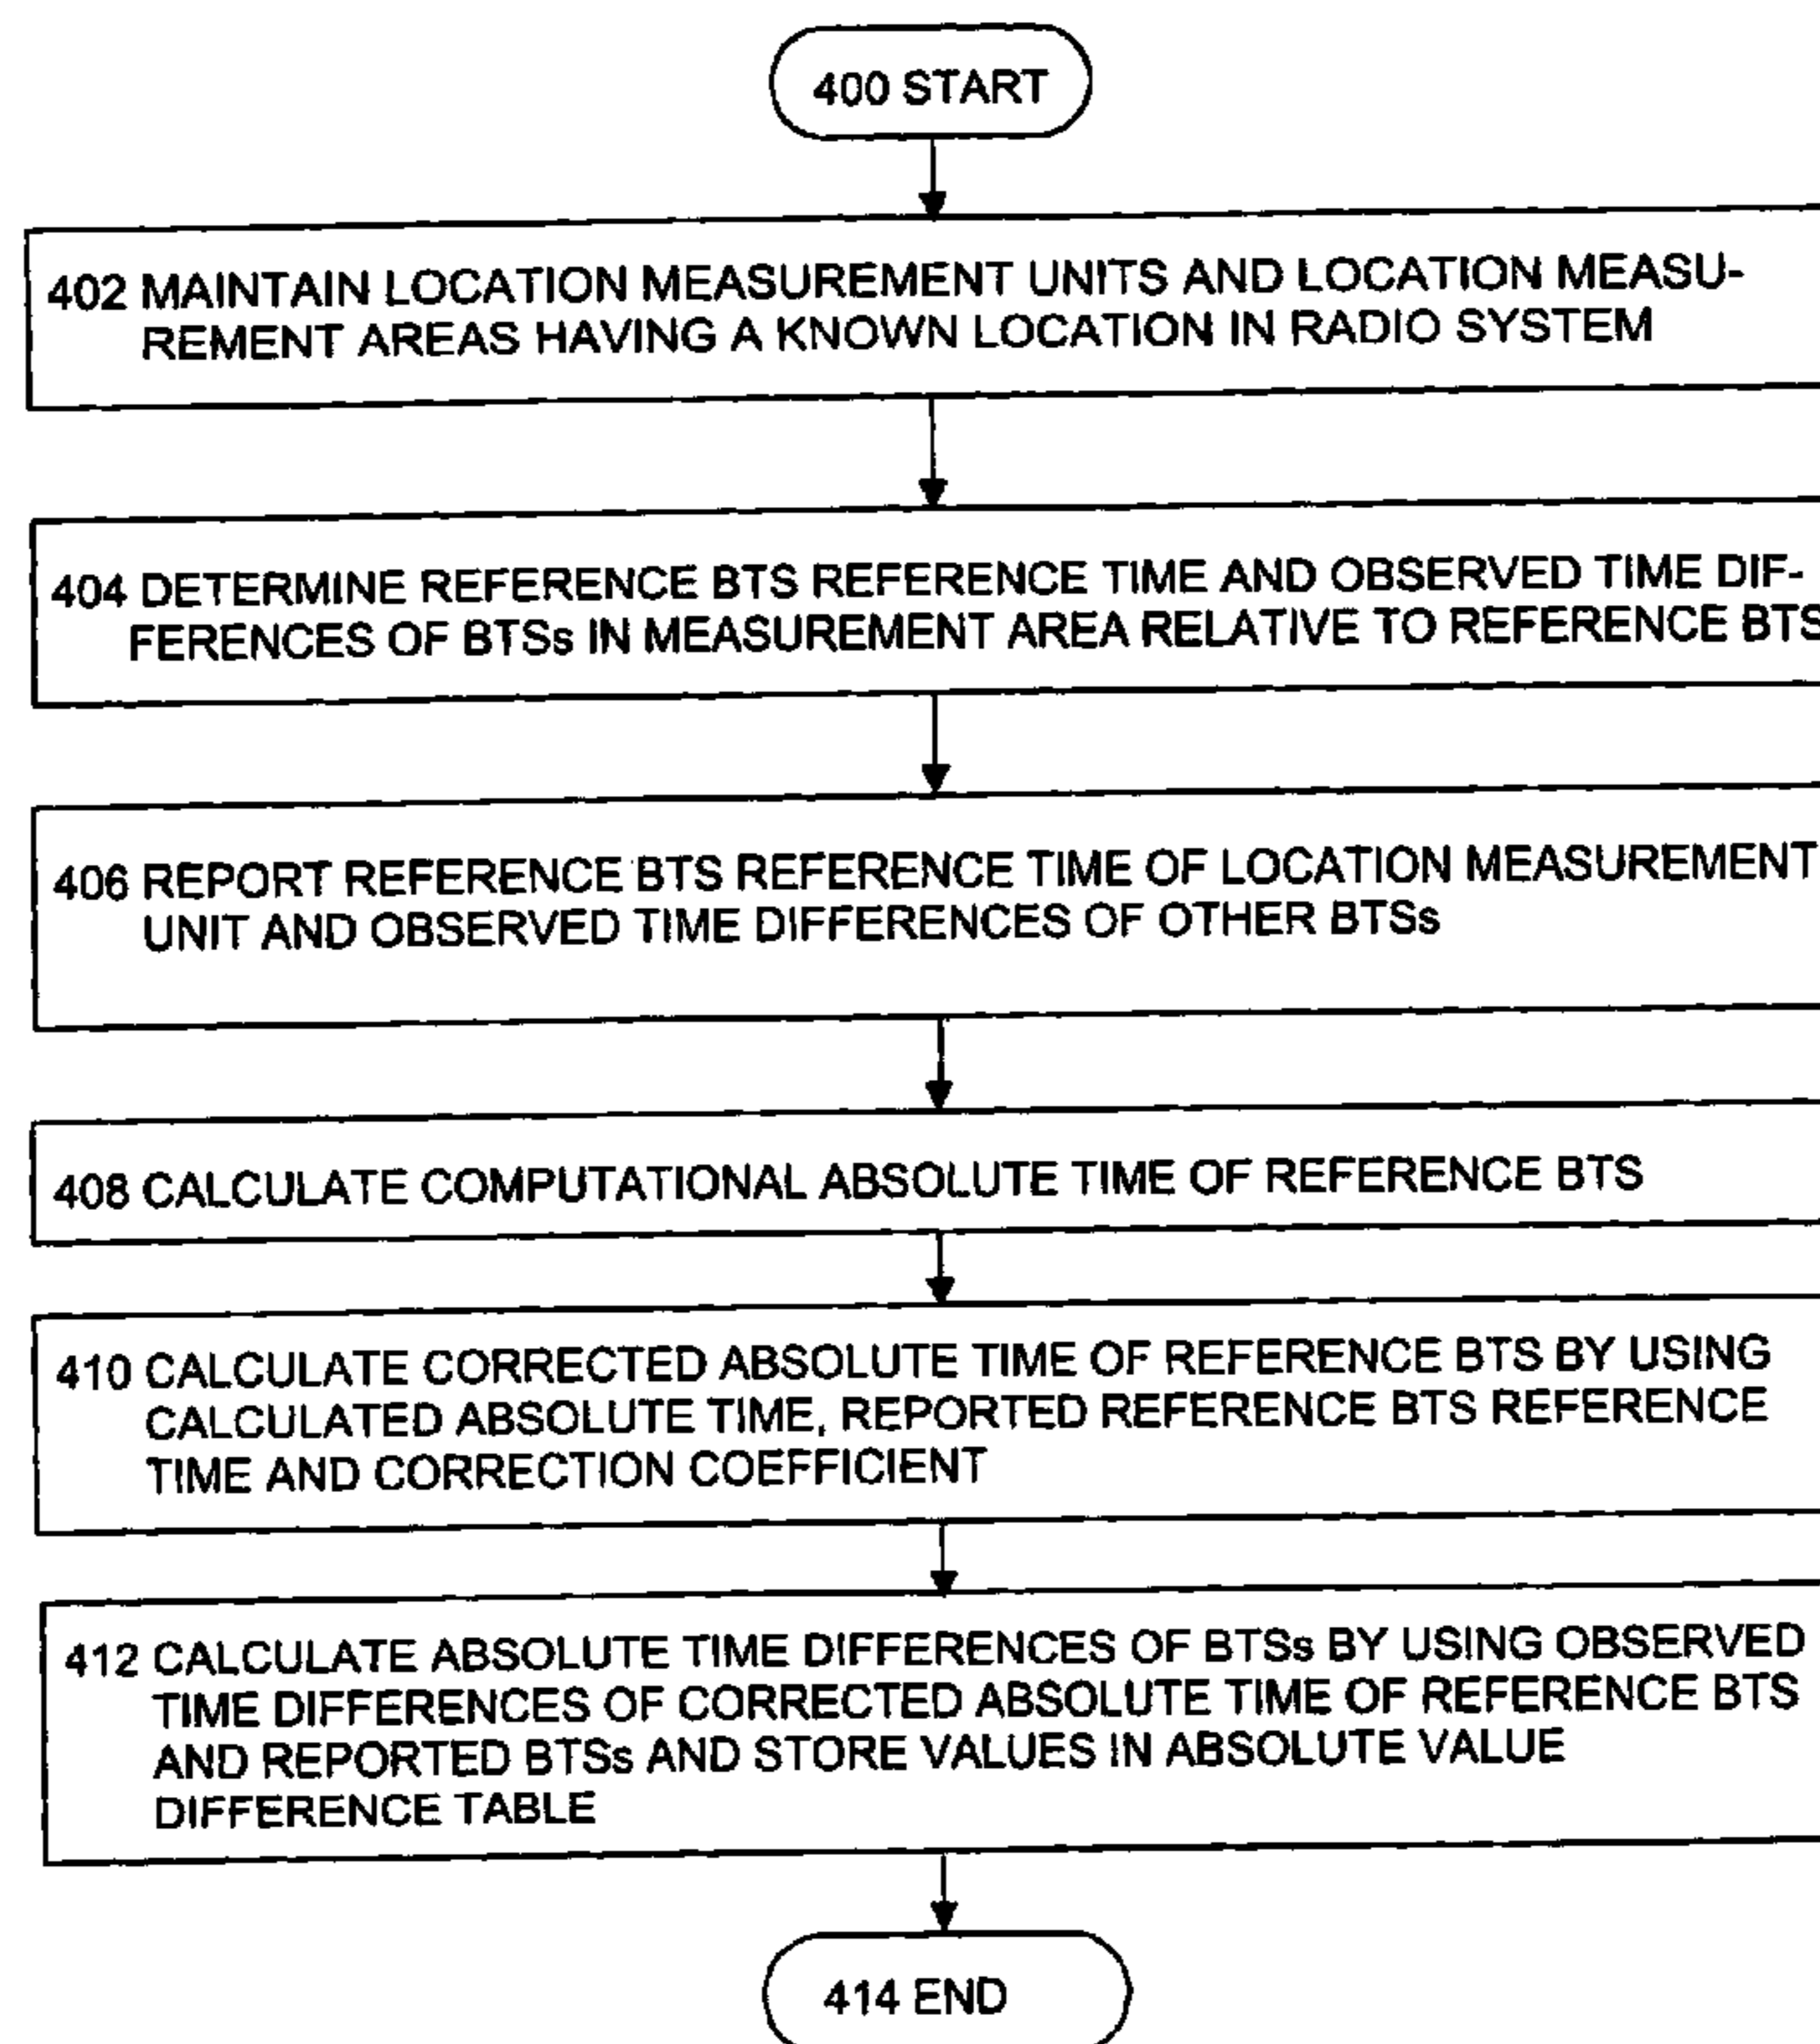 400 START
402 MAINTAIN LOCATION MEASUREMENT UNITS AND LOCATION MEASU-
REMENT AREAS HAVING A KNOWN LOCATION IN RADIO SYSTEM
404 DETERMINE REFERENCE BTS REFERENCE TIME AND OBSERVED TIME DIF-
FERENCES OF BTSs IN MEASUREMENT AREA RELATIVE TO REFERENCE BTS
406 REPORT REFERENCE BTS REFERENCE TIME OF LOCATION MEASUREMENT
UNIT AND OBSERVED TIME DIFFERENCES OF OTHER BTSs
408 CALCULATE COMPUTATIONAL ABSOLUTE TIME OF REFERENCE BTS
410 CALCULATE CORRECTED ABSOLUTE TIME OF REFERENCE BTS BY USING
CALCULATED ABSOLUTE TIME, REPORTED REFERENCE BTS REFERENCE
TIME AND CORRECTION COEFFICIENT
412 CALCULATE ABSOLUTE TIME DIFFERENCES OF BTSs BY USING OBSERVED
TIME DIFFERENCES OF CORRECTED ABSOLUTE TIME OF REFERENCE BTS
AND REPORTED BTSs AND STORE VALUES IN ABSOLUTE VALUE
DIFFERENCE TABLE
414 END